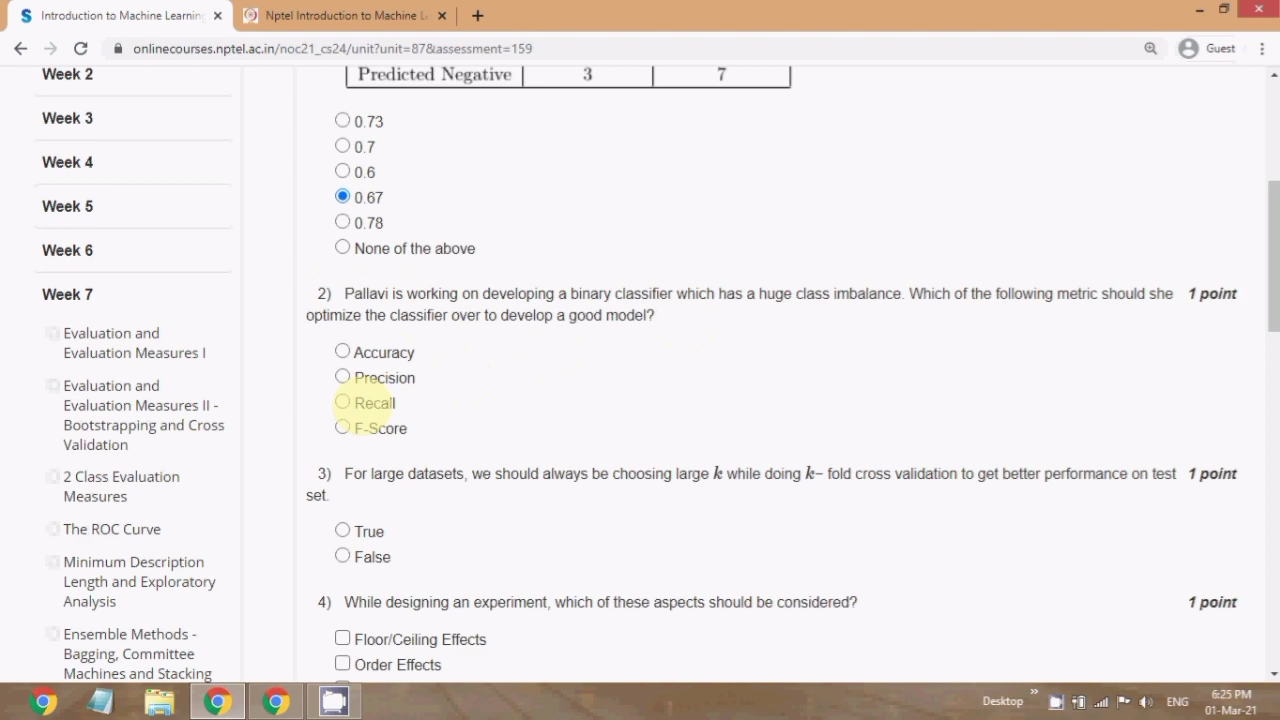 Introduction to Machine Learning
Nptel Introduction to Machine Le
onlinecourses.nptel.ac.in/noc21_cs24/unit?unit=87&assessment=159
Guest
Week 2
Week 3
Week 4
Week 5
Week 6
Week 7
Evaluation and
Evaluation Measures I
Evaluation and
Evaluation Measures II -
Bootstrapping and Cross
Validation
2 Class Evaluation
Measures
The ROC Curve
Minimum Description
Length and Exploratory
Analysis
Ensemble Methods -
Bagging, Committee
Machines and Stacking
Predicted Negative 3 7
0.73
0.7
0.6
0.67
0.78
None of the above
2) Pallavi is working on developing a binary classifier which has a huge class imbalance. Which of the following metric should she 1 point
optimize the classifier over to develop a good model?
Accuracy
Precision
Recall
F-Score
3) For large datasets, we should always be choosing large k while doing k− fold cross validation to get better performance on test 1 point
set.
True
False
4) While designing an experiment, which of these aspects should be considered? 1 point
Floor/Ceiling Effects
Order Effects
Desktop
ENG
6:25 PM
01-Mar-21